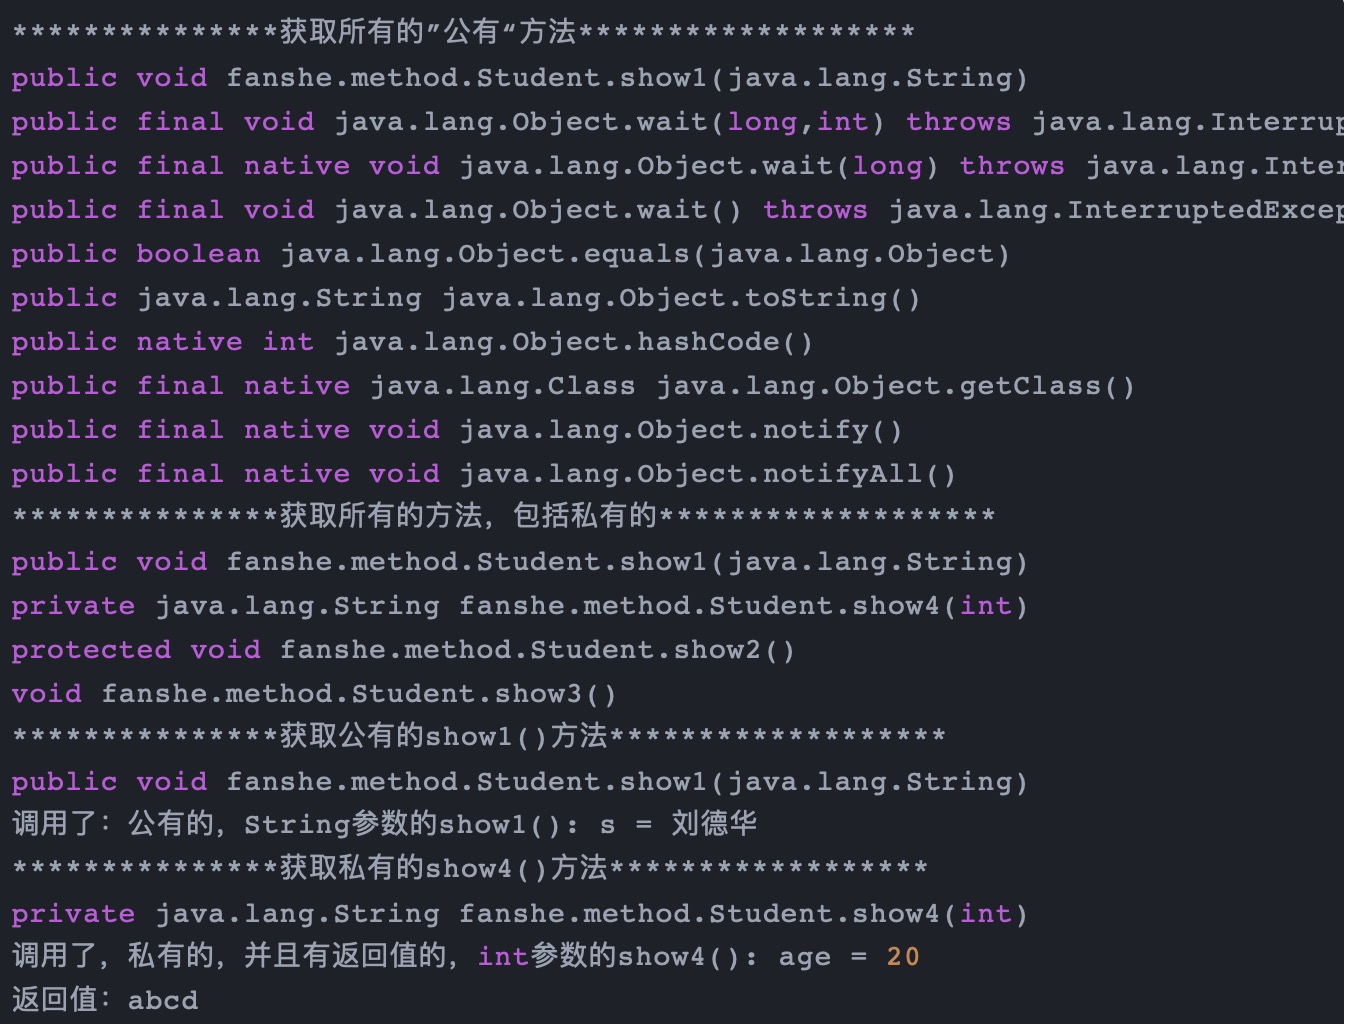 ***************获取所有的”公有“方法*******************
public void fanshe.method.Student.show1(java.lang.String)
public final void java.lang.Object.wait(long,int) throws java.lang.Interrup
public final native void java.lang.Object.wait(long) throws java.lang.Inter
public final void java.lang.Object.wait() throws java.lang.InterruptedExcep
public boolean java.lang.Object.equals(java.lang.Object)
public java.lang.String java.lang.Object.toString()
public native int java.lang.Object.hashCode()
public final native java.lang.Class java.lang.Object.getClass()
public final native void java.lang.Object.notify()
public final native void java.lang.Object.notifyAll()
***************获取所有的方法，包括私有的*******************
public void fanshe.method.Student.show1(java.lang.String)
private java.lang.String fanshe.method.Student.show4(int)
protected void fanshe.method.Student.show2()
void fanshe.method.Student.show3()
***************获取公有的show1()方法*******************
public void fanshe.method.Student.show1(java.lang.String)
调用了：公有的，String参数的show1(): s = 刘德华
***************获取私有的show4()方法******************
private java.lang.String fanshe.method.Student.show4(int)
调用了，私有的，并且有返回值的，int参数的show4(): age = 20
返回值：abcd